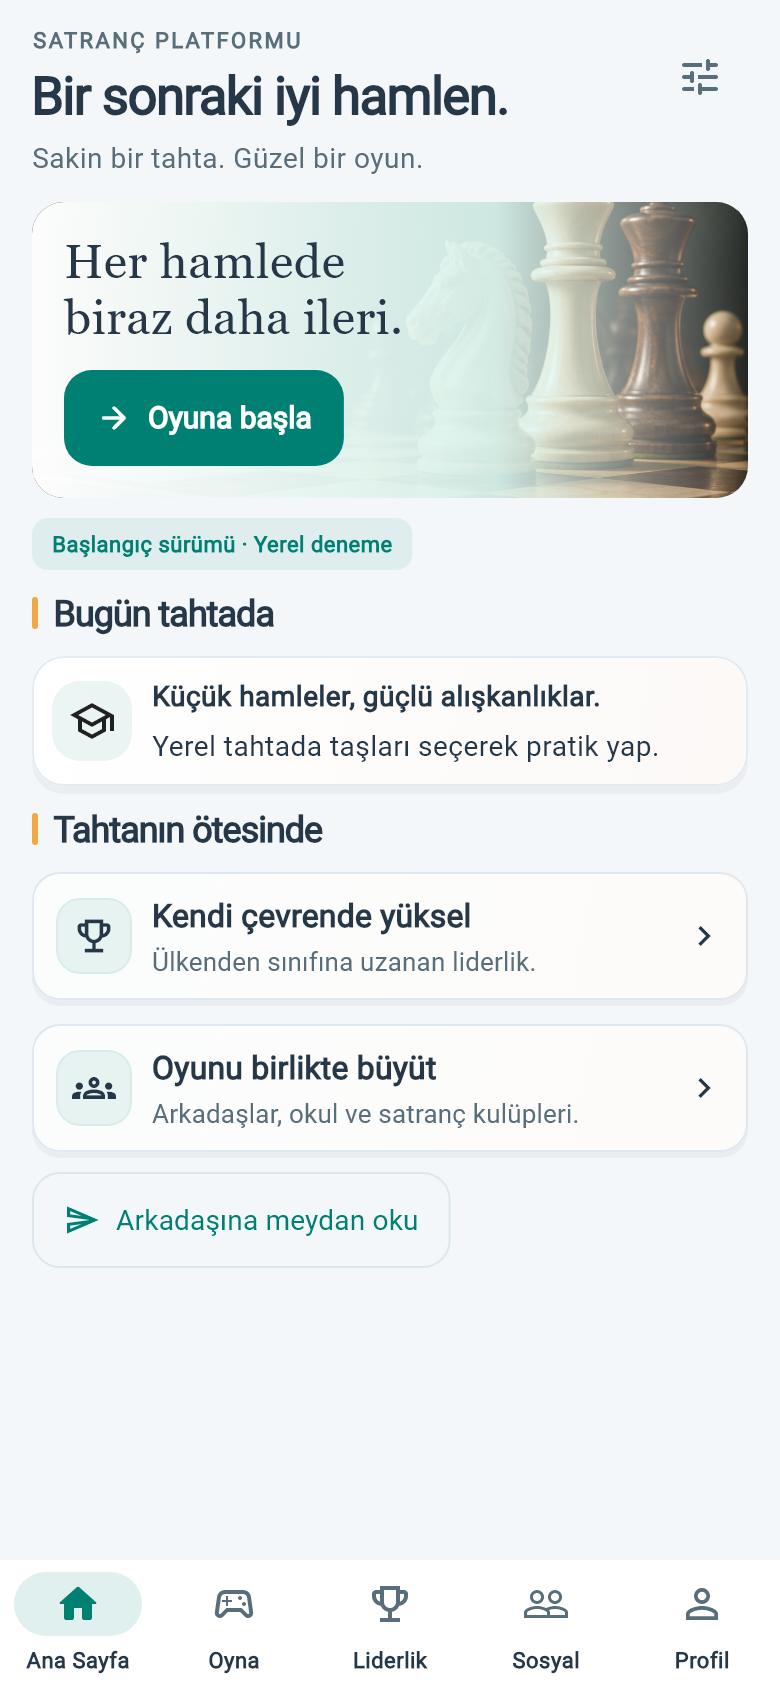 SATRANÇ PLATFORMU
Bir sonraki iyi hamlen.
Sakin bir tahta. Güzel bir oyun.
Her hamlede
biraz daha ileri.
Oyuna başla
Başlangıç sürümü · Yerel deneme
Bugün tahtada
Küçük hamleler, güçlü alışkanlıklar.
Yerel tahtada taşları seçerek pratik yap.
Tahtanın ötesinde
Kendi çevrende yüksel
Ülkenden sınıfına uzanan liderlik.
Oyunu birlikte büyüt
Arkadaşlar, okul ve satranç kulüpleri.
Arkadaşına meydan oku
Ana Sayfa
Oyna
Liderlik
Sosyal
Profil